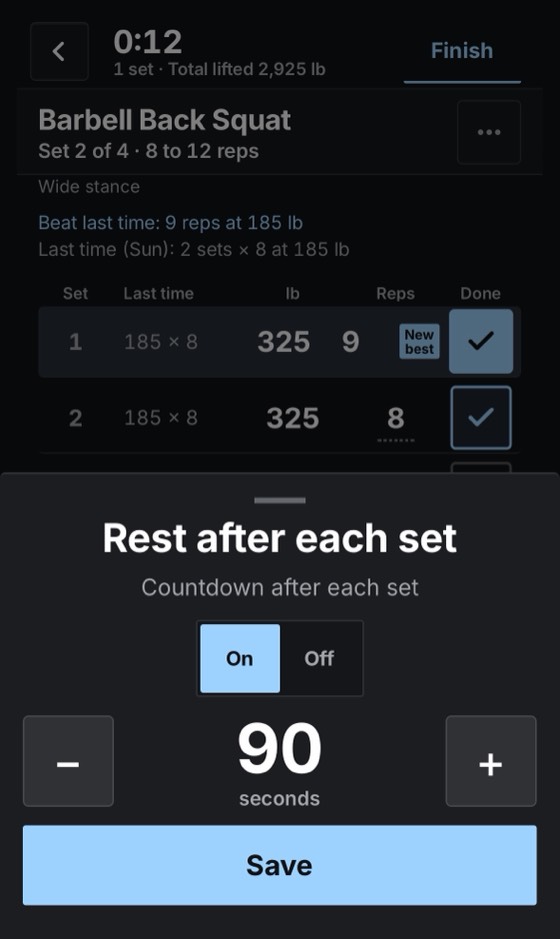 0:12
1 set · Total lifted 2,925 lb
Finish
Barbell Back Squat
Set 2 of 4 · 8 to 12 reps
Wide stance
Beat last time: 9 reps at 185 lb
Last time (Sun): 2 sets × 8 at 185 lb
Set Last time lb Reps Done
1 185 × 8 325 9 New best
2 185 × 8 325 8
Rest after each set
Countdown after each set
On Off
− 90 +
seconds
Save